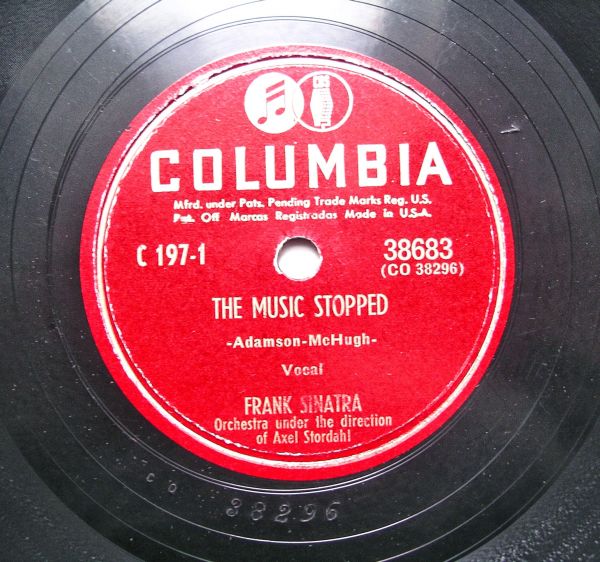 COLUMBIA
Mfrd. under Pats. Pending Trade Marks Reg. U.S.
Pat. Off Marcas Registradas Made in U.S.A.
C 197-1 38683
(CO 38296)
THE MUSIC STOPPED
-Adamson-McHugh-
Vocal
FRANK SINATRA
Orchestra under the direction
of Axel Stordahl
CO 38296